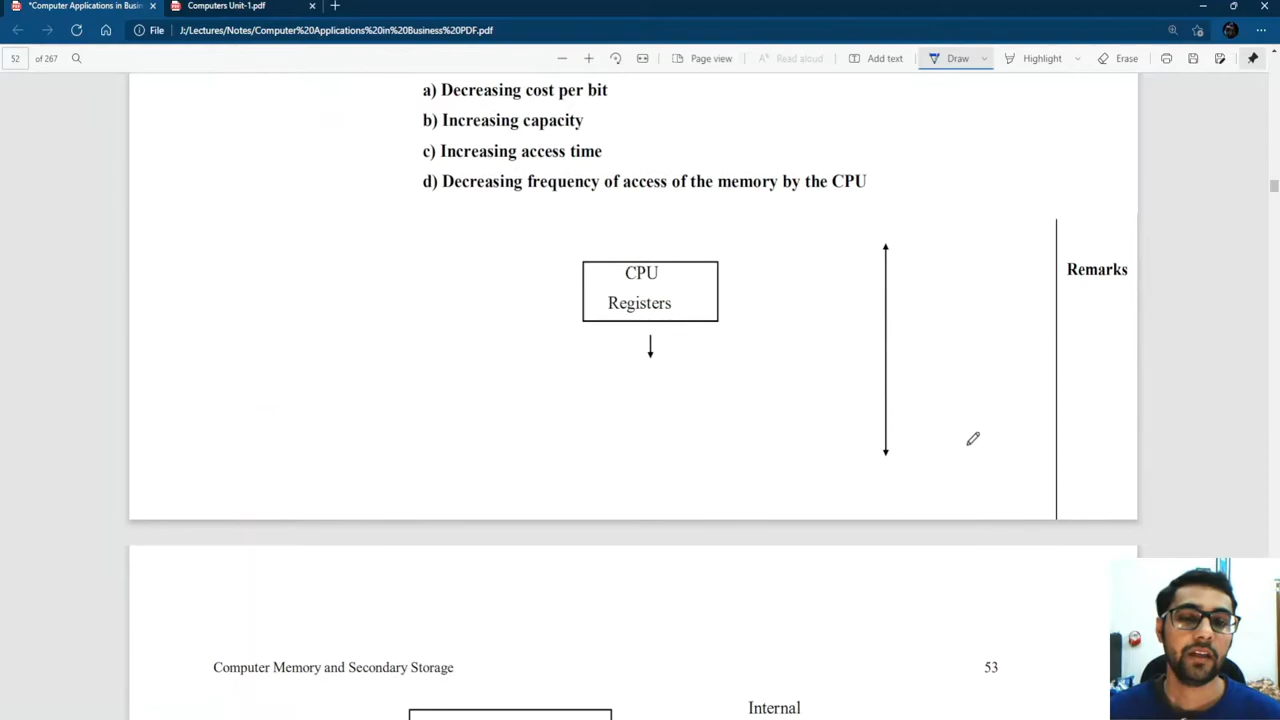 *Computer Applications in Busin
Computers Unit-1.pdf
File
J:/Lectures/Notes/Computer%20Applications%20in%20Business%20PDF.pdf
52 of 267
Page view
Read aloud
Add text
Draw
Highlight
Erase
a) Decreasing cost per bit
b) Increasing capacity
c) Increasing access time
d) Decreasing frequency of access of the memory by the CPU
CPU
Registers
Remarks
Computer Memory and Secondary Storage
53
Internal